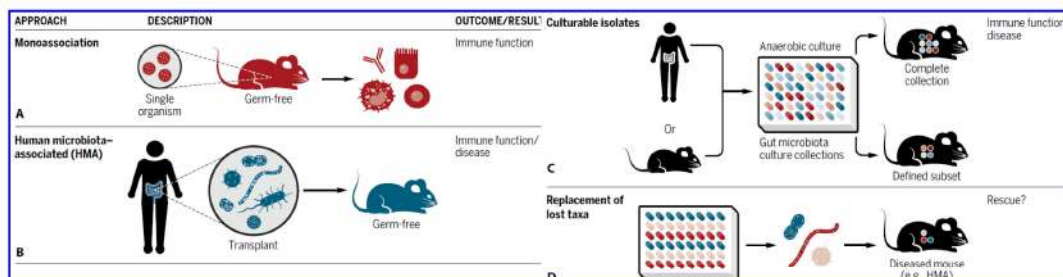 APPROACH DESCRIPTION OUTCOME/RESULT
Monoassociation
Immune function
Single
organism
Germ-free
A
Human microbiota–
associated (HMA)
Immune function/
disease
Transplant
Germ-free
B
Culturable isolates
Immune function
disease
Anaerobic culture
Complete
collection
Or
Gut microbiota
culture collections
Defined subset
C
Replacement of
lost taxa
Rescue?
Diseased mouse
(e.g., HMA)
D